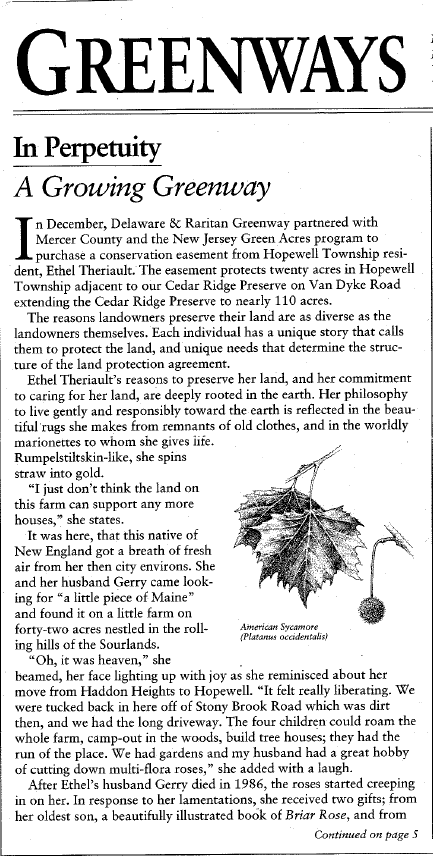 GREENWAYS
In Perpetuity
A Growing Greenway
In December, Delaware & Raritan Greenway partnered with
Mercer County and the New Jersey Green Acres program to
purchase a conservation easement from Hopewell Township resi-
dent, Ethel Theriault. The easement protects twenty acres in Hopewell
Township adjacent to our Cedar Ridge Preserve on Van Dyke Road
extending the Cedar Ridge Preserve to nearly 110 acres.
The reasons landowners preserve their land are as diverse as the
landowners themselves. Each individual has a unique story that calls
them to protect the land, and unique needs that determine the struc-
ture of the land protection agreement.
Ethel Theriault's reasons to preserve her land, and her commitment
to caring for her land, are deeply rooted in the earth. Her philosophy
to live gently and responsibly toward the earth is reflected in the beau-
tiful rugs she makes from remnants of old clothes, and in the worldly
marionettes to whom she gives life.
Rumpelstiltskin-like, she spins
straw into gold.
"I just don't think the land on
this farm can support any more
houses," she states.
It was here, that this native of
New England got a breath of fresh
air from her then city environs. She
and her husband Gerry came look-
ing for "a little piece of Maine"
and found it on a little farm on
forty-two acres nestled in the roll-
ing hills of the Sourlands.
American Sycamore
(Platanus occidentalis)
"Oh, it was heaven," she
beamed, her face lighting up with joy as she reminisced about her
move from Haddon Heights to Hopewell. "It felt really liberating. We
were tucked back in here off of Stony Brook Road which was dirt
then, and we had the long driveway. The four children could roam the
whole farm, camp-out in the woods, build tree houses; they had the
run of the place. We had gardens and my husband had a great hobby
of cutting down multi-flora roses," she added with a laugh.
After Ethel's husband Gerry died in 1986, the roses started creeping
in on her. In response to her lamentations, she received two gifts; from
her oldest son, a beautifully illustrated book of Briar Rose, and from
Continued on page 5